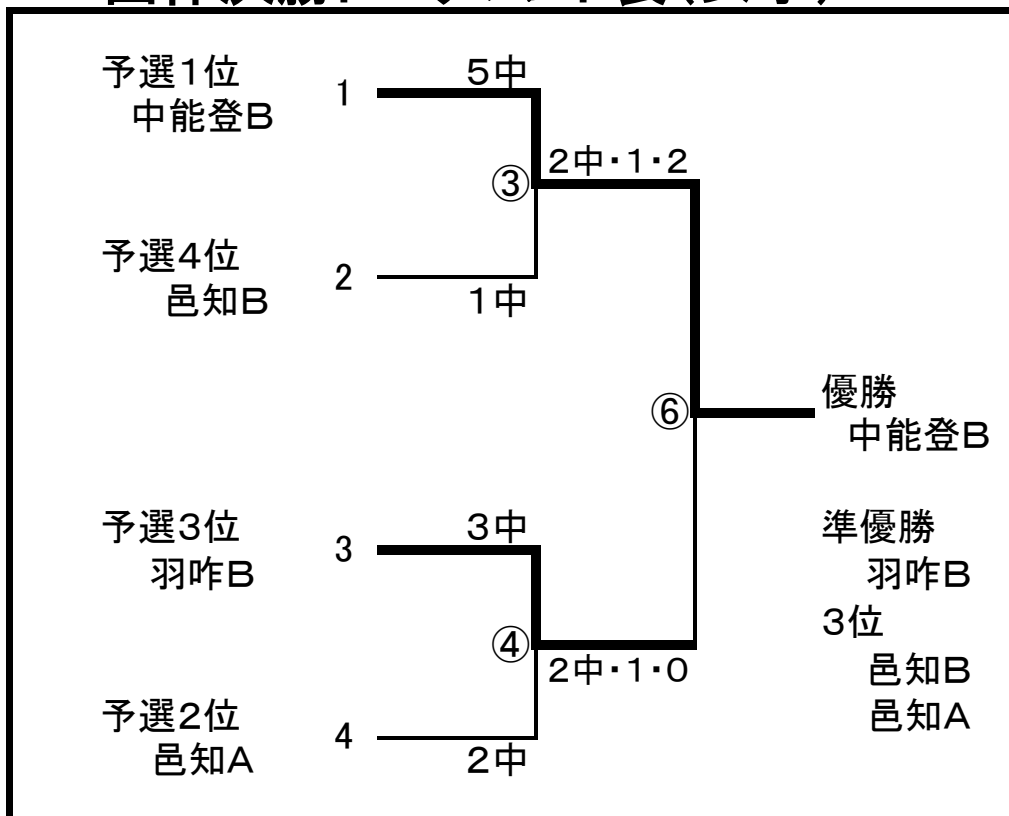 予選1位
中能登B
1
5中
2中・1・2
③
予選4位
邑知B
2
1中
⑥
優勝
中能登B
予選3位
羽咋B
3
3中
④
2中・1・0
準優勝
羽咋B
3位
邑知B
邑知A
予選2位
邑知A
4
2中